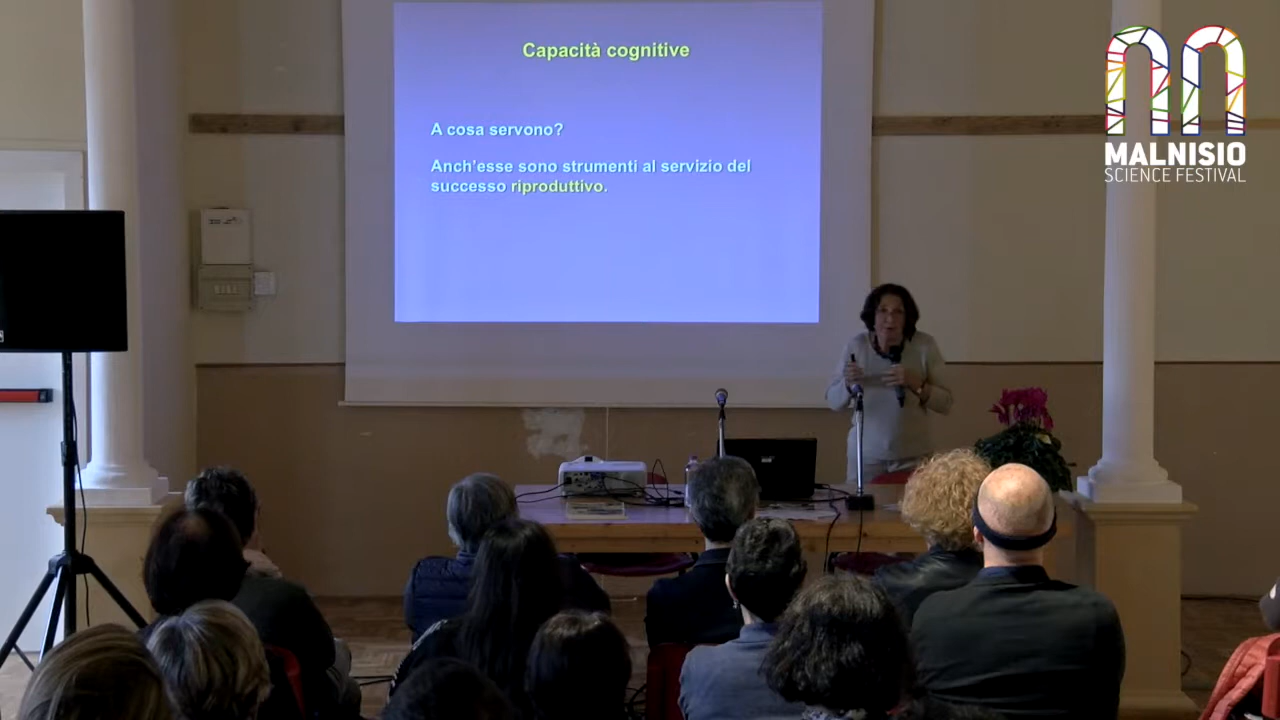 Capacità cognitive
A cosa servono?
Anch'esse sono strumenti al servizio del
successo riproduttivo.
MALNISIO
SCIENCE FESTIVAL